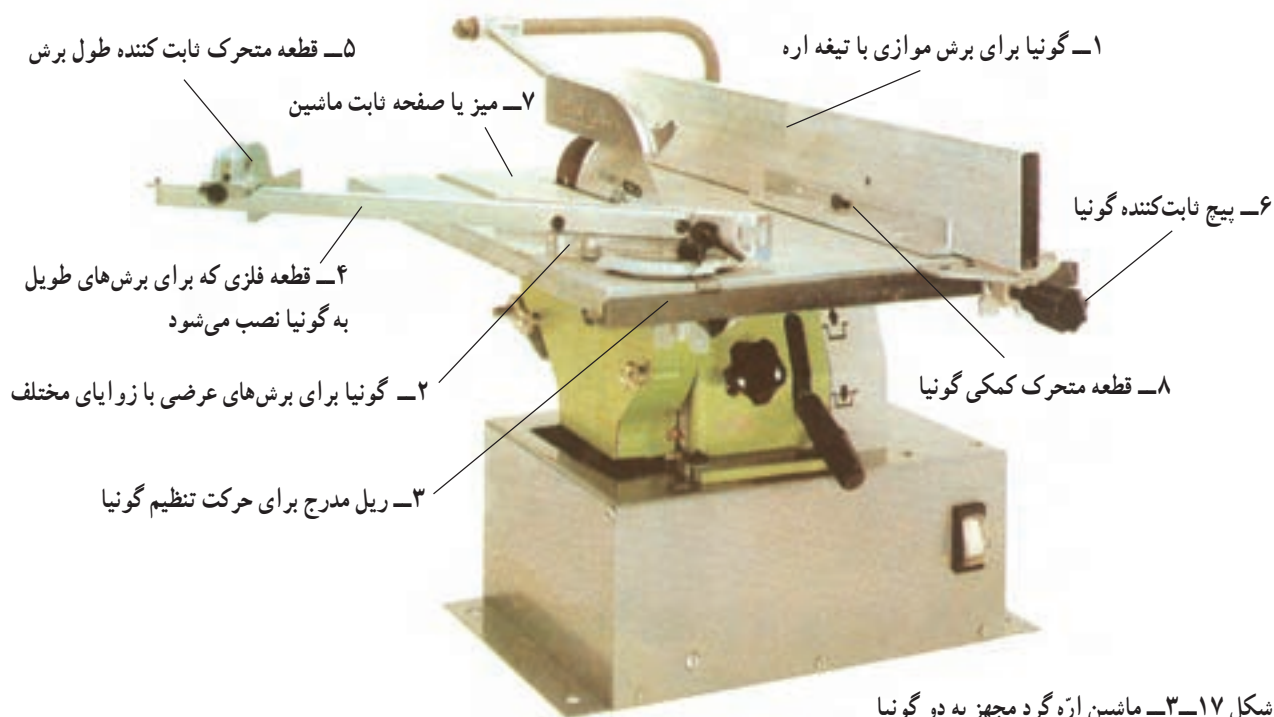 ۱ــ گونیا برای برش موازی با تیغه اره
۵ــ قطعه متحرک ثابت کننده طول برش
۷ــ میز یا صفحه ثابت ماشین
۶ــ پیچ ثابت‌کننده گونیا
۴ــ قطعه فلزی که برای برش‌های طویل
به گونیا نصب می‌شود
۸ــ قطعه متحرک کمکی گونیا
۲ــ گونیا برای برش‌های عرضی با زوایای مختلف
۳ــ ریل مدرج برای حرکت تنظیم گونیا
شکل ۱۷ــ۳ــ ماشین ارّه گرد مجهز به دو گونیا